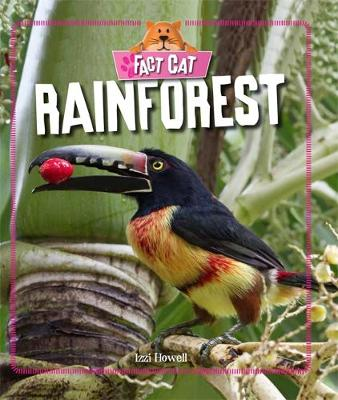 FACT CAT
RAINFOREST
Izzi Howell